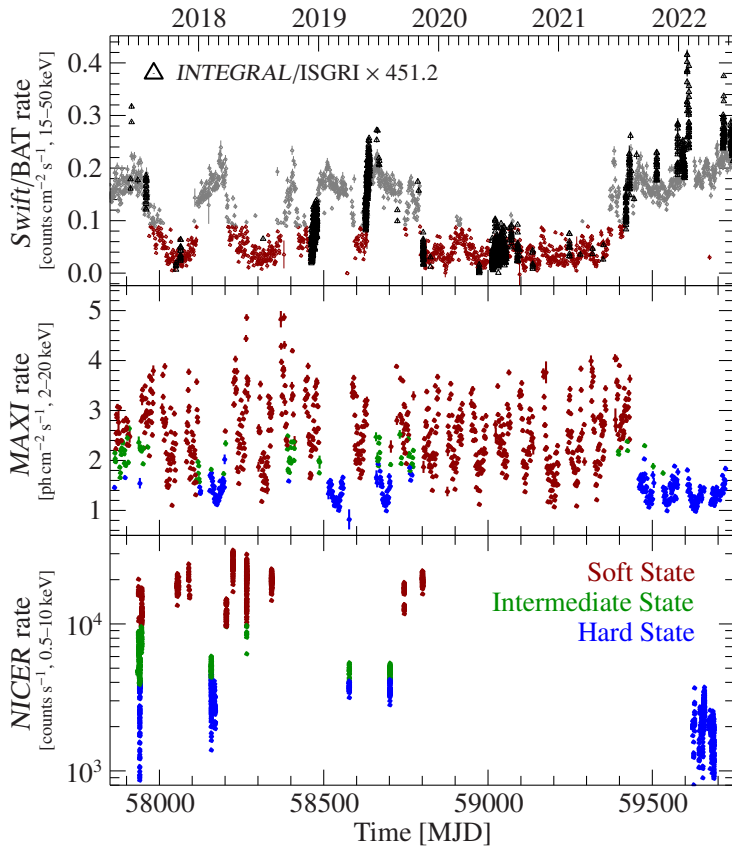 2018 2019 2020 2021 2022
△ INTEGRAL/ISGRI × 451.2
0.4
0.3
0.2
0.1
0.0
Swift/BAT rate
[counts cm⁻² s⁻¹, 15–50 keV]
5
4
3
2
1
MAXI rate
[ph cm⁻² s⁻¹, 2–20 keV]
Soft State
Intermediate State
Hard State
10⁴
10³
NICER rate
[counts s⁻¹, 0.5–10 keV]
58000 58500 59000 59500
Time [MJD]